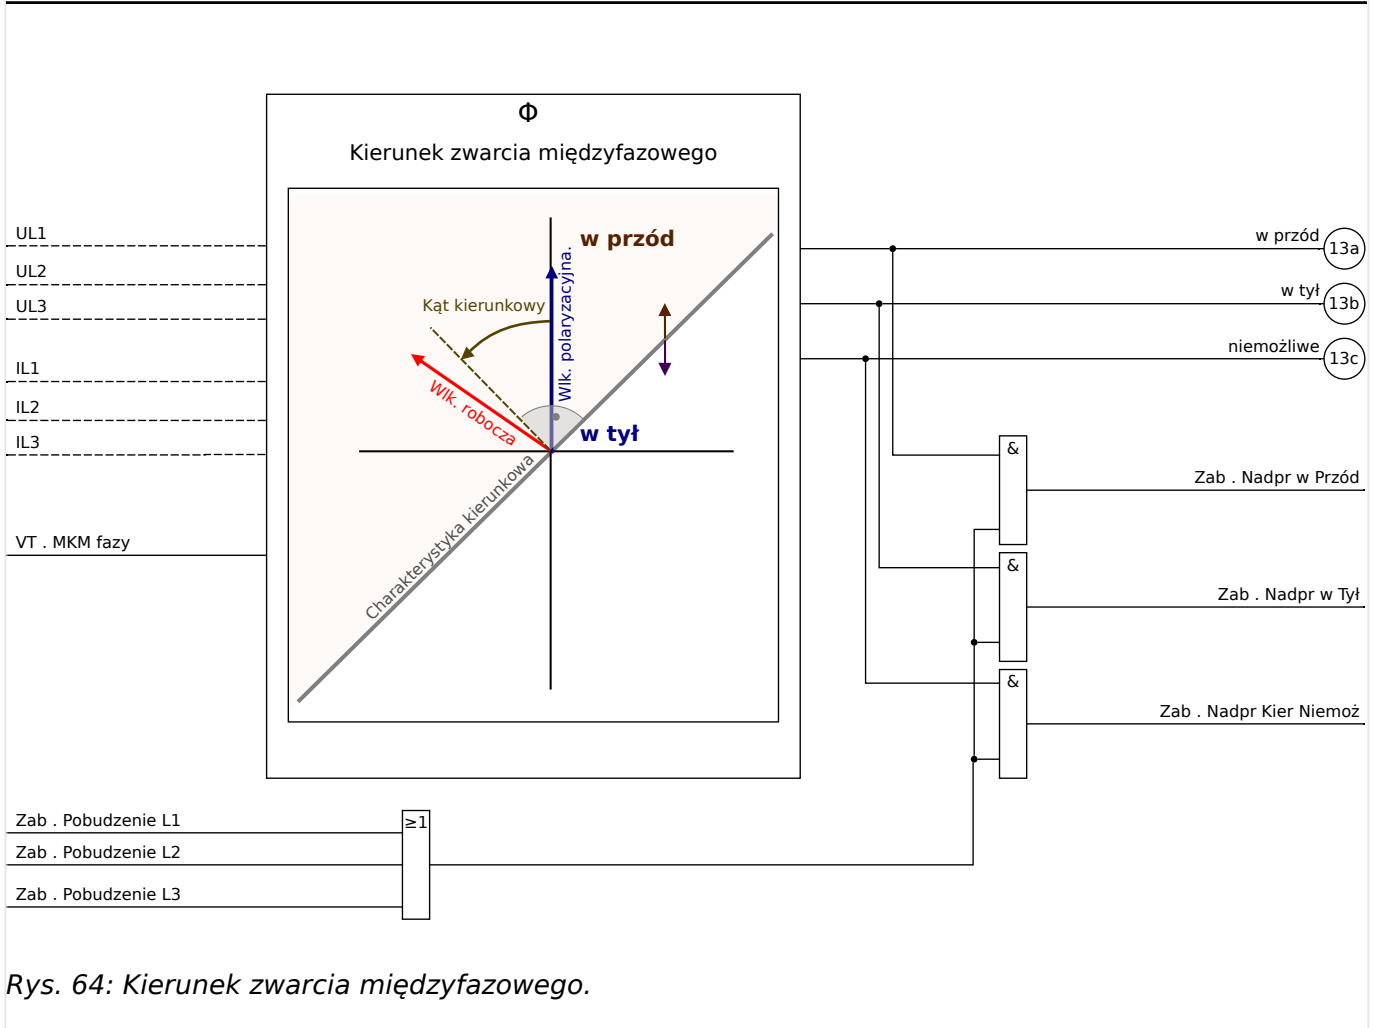 Φ
Kierunek zwarcia międzyfazowego
UL1
UL2
UL3
IL1
IL2
IL3
VT . MKM fazy
w przód
Wlk. polaryzacyjna.
Kąt kierunkowy
Wlk. robocza
w tył
Charakterystyka kierunkowa
w przód
13a
w tył
13b
niemożliwe
13c
&
Zab . Nadpr w Przód
&
Zab . Nadpr w Tył
&
Zab . Nadpr Kier Niemoż
Zab . Pobudzenie L1
≥1
Zab . Pobudzenie L2
Zab . Pobudzenie L3
Rys. 64: Kierunek zwarcia międzyfazowego.